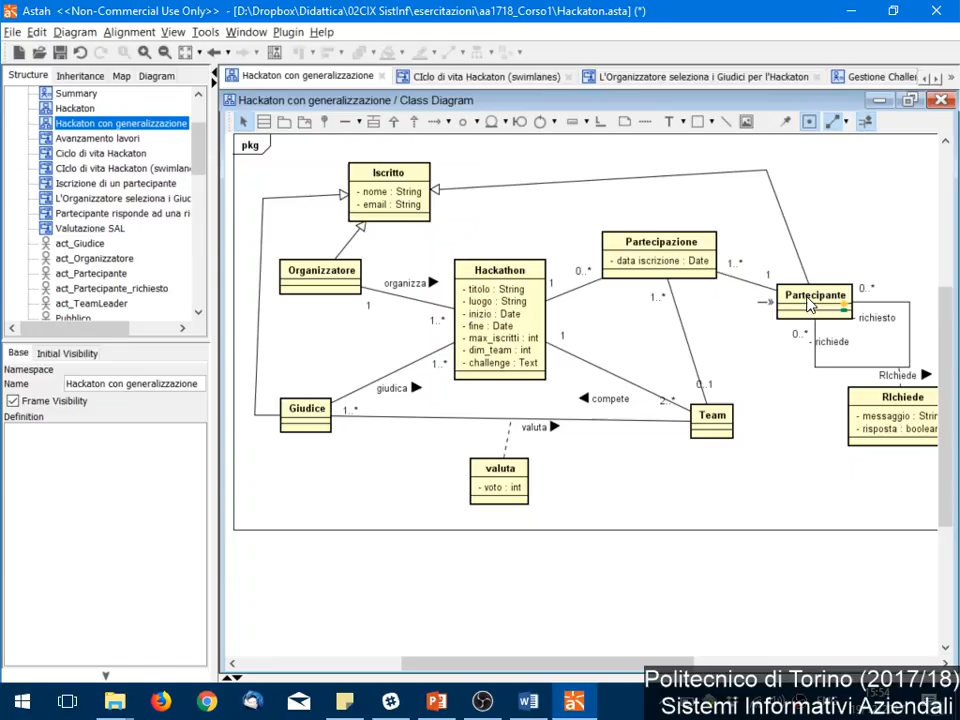 Astah <<Non-Commercial Use Only>> - [D:\Dropbox\Didattica\02CIX SistInf\esercitazioni\aa1718_Corso1\Hackaton.asta] (*)
File Edit Diagram Alignment View Tools Window Plugin Help
Structure Inheritance Map Diagram
Hackaton con generalizzazione
CIclo di vita Hackaton (swimlanes)
L'Organizzatore seleziona i Giudici per l'Hackaton
Gestione Challe
Summary
Hackaton
Hackaton con generalizzazione
Avanzamento lavori
Ciclo di vita Hackaton
CIclo di vita Hackaton (swimlanes
Iscrizione di un partecipante
L'Organizzatore seleziona i Giudic
Partecipante risponde ad una ri
Valutazione SAL
act_Giudice
act_Organizzatore
act_Partecipante
act_Partecipante_richiesto
act_TeamLeader
Pubblico
Base Initial Visibility
Namespace
Name Hackaton con generalizzazione
Frame Visibility
Definition
Hackaton con generalizzazione / Class Diagram
pkg
Iscritto
- nome : String
- email : String
Organizzatore
organizza
1
1..*
Hackathon
- titolo : String
- luogo : String
- inizio : Date
- fine : Date
- max_iscritti : int
- dim_team : int
- challenge : Text
1
0..*
Partecipazione
- data iscrizione : Date
1..*
1
1..*
Partecipante
0..*
- richiesto
0..*
- richiede
RIchiede
RIchiede
- messaggio : Strin
- risposta : boolean
Giudice
giudica
1..*
1..*
1
compete
2..*
0..1
Team
valuta
valuta
- voto : int
Politecnico di Torino (2017/18)
Sistemi Informativi Aziendali